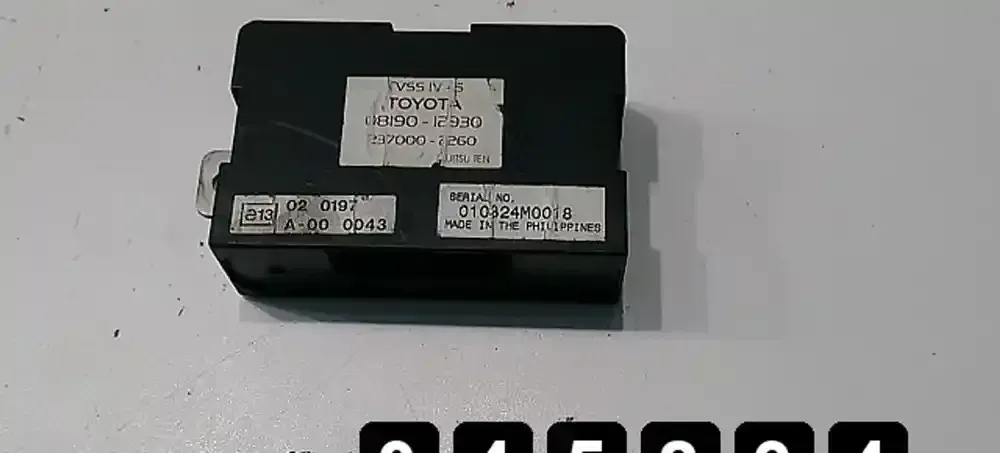 TVSS IV - S
TOYOTA
08190 - 12930
237000 - 2260
FUJITSU TEN
SERIAL NO.
010324M0018
MADE IN THE PHILIPPINES
a13
02 0197
A-00 0043